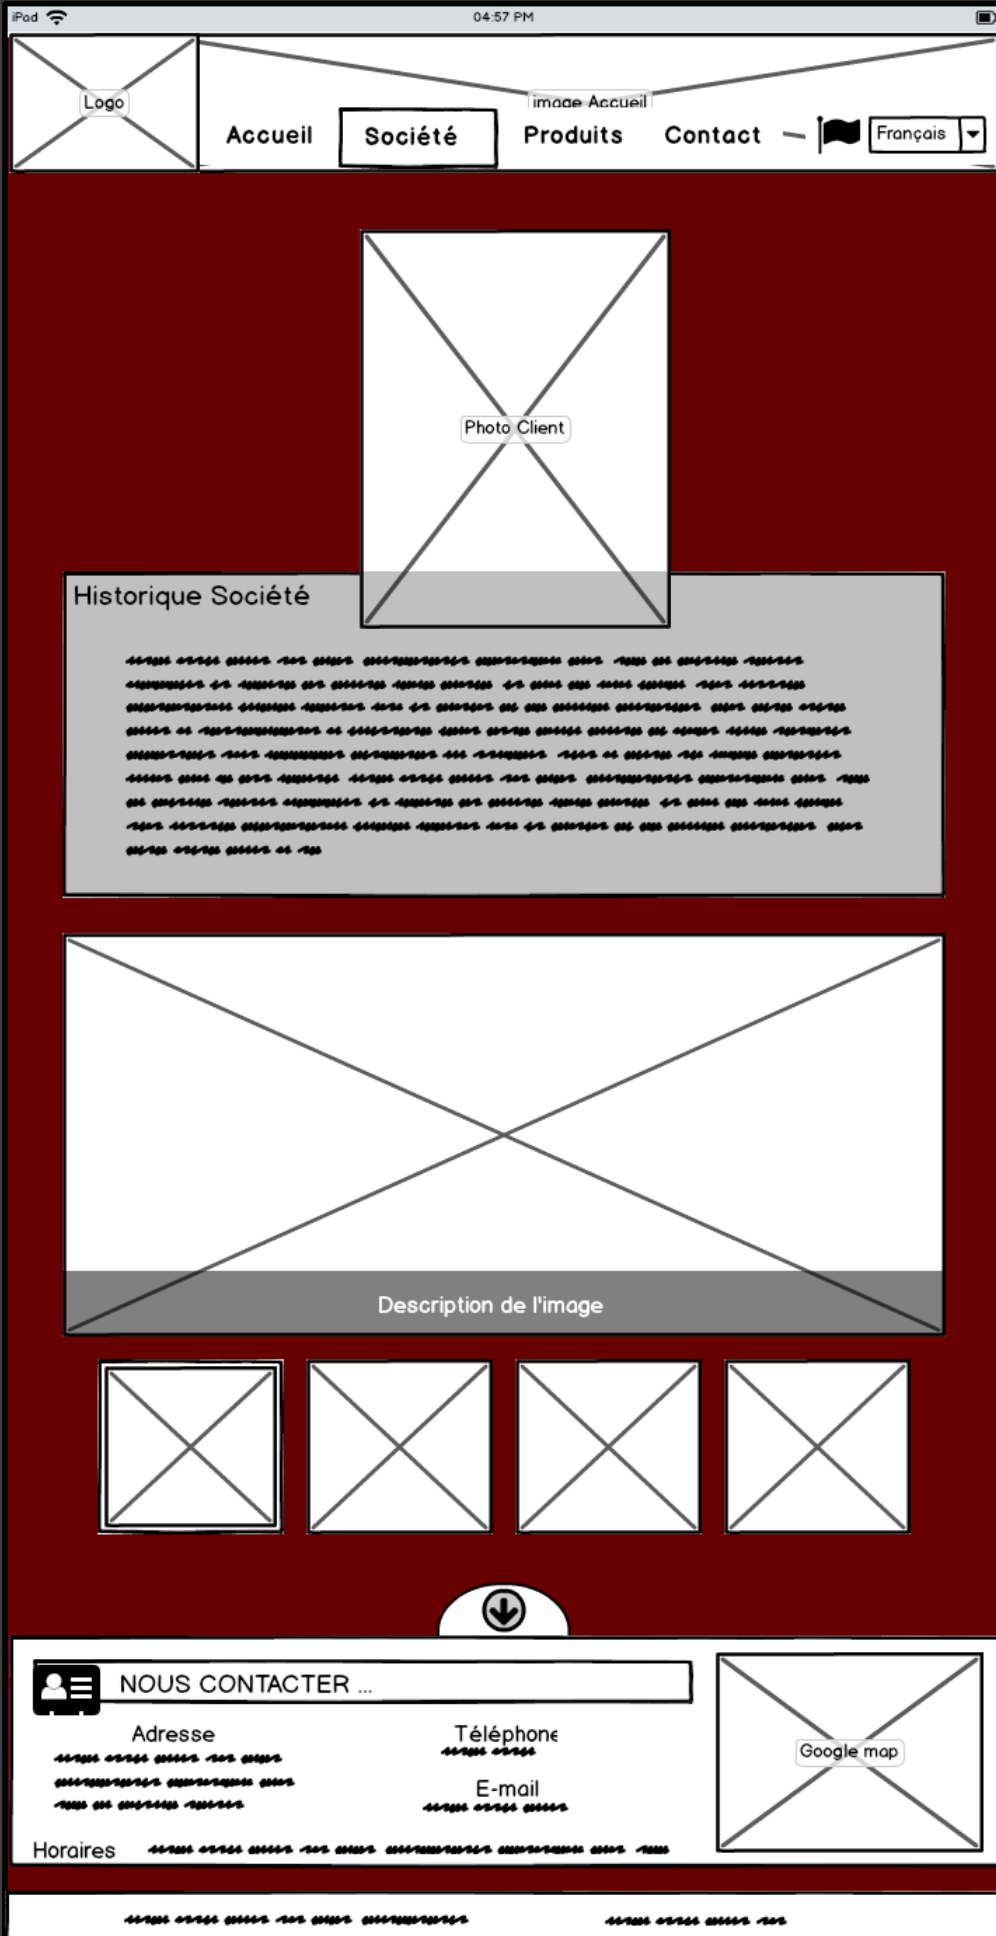 iPad
04:57 PM
Logo
image Accueil
Accueil Société Produits Contact Français
Photo Client
Historique Société
Description de l'image
NOUS CONTACTER ...
Adresse
Téléphone
E-mail
Google map
Horaires